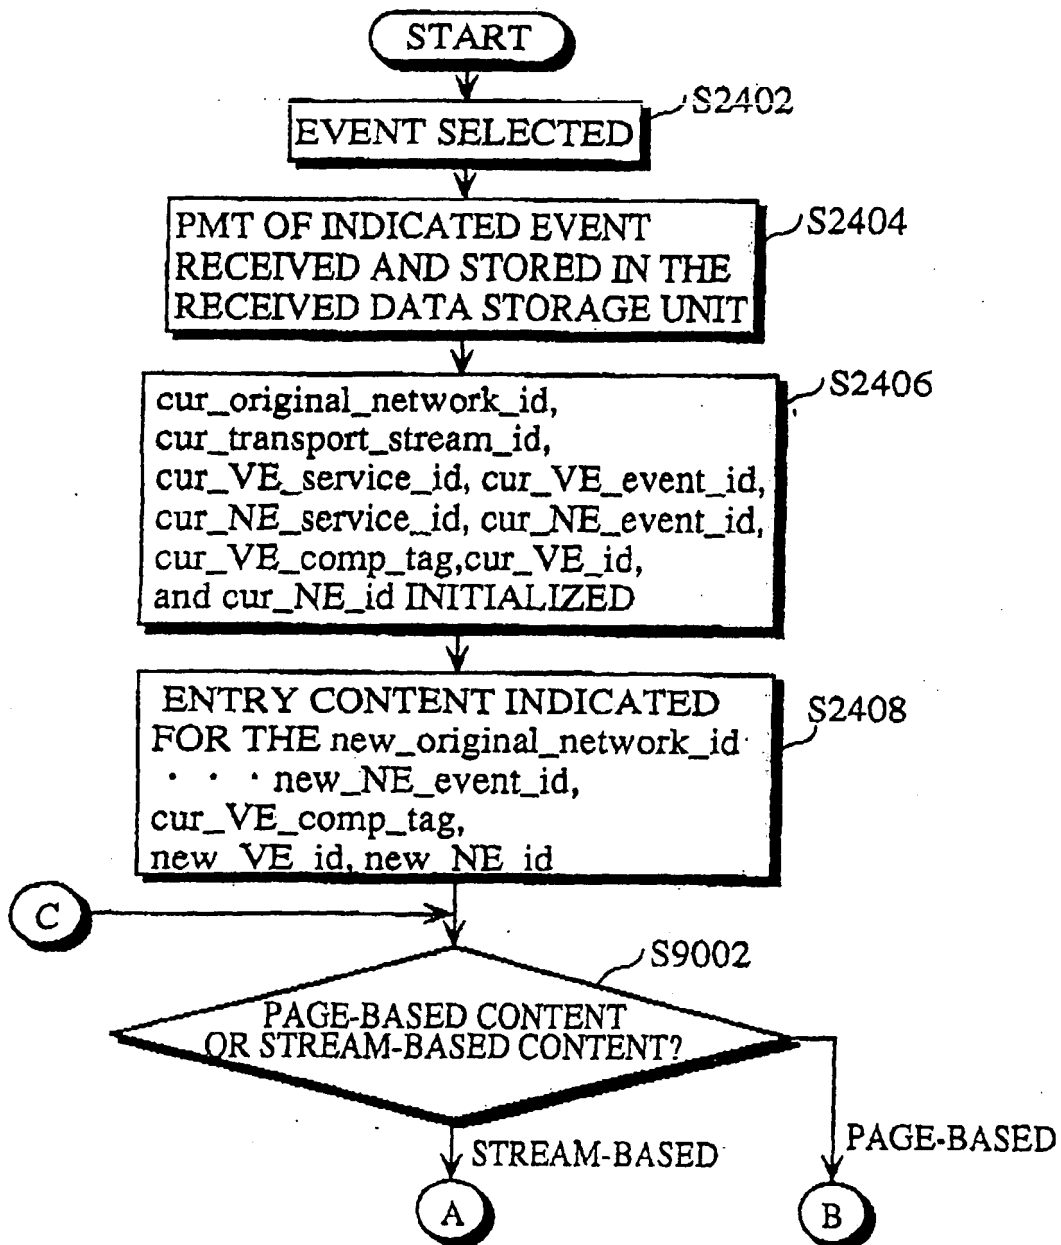 START
EVENT SELECTED
S2402
PMT OF INDICATED EVENT
RECEIVED AND STORED IN THE
RECEIVED DATA STORAGE UNIT
S2404
cur_original_network_id,
cur_transport_stream_id,
cur_VE_service_id, cur_VE_event_id,
cur_NE_service_id, cur_NE_event_id,
cur_VE_comp_tag,cur_VE_id,
and cur_NE_id INITIALIZED
S2406
ENTRY CONTENT INDICATED
FOR THE new_original_network_id
· · · new_NE_event_id,
cur_VE_comp_tag,
new_VE_id, new_NE_id
S2408
C
S9002
PAGE-BASED CONTENT
OR STREAM-BASED CONTENT?
STREAM-BASED
PAGE-BASED
A
B